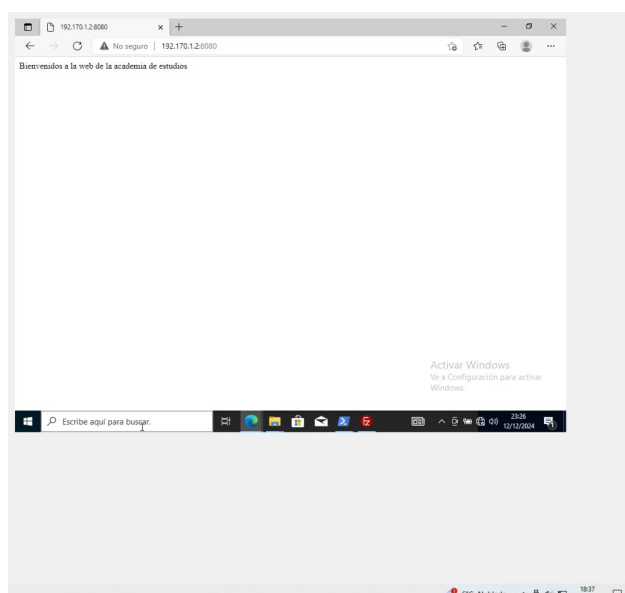 192.170.1.2:8080
No seguro | 192.170.1.2:8080
Bienvenidos a la web de la academia de estudios
Activar Windows
Ve a Configuración para activar
Windows.
Escribe aquí para buscar.
23:26
12/12/2024
18:37